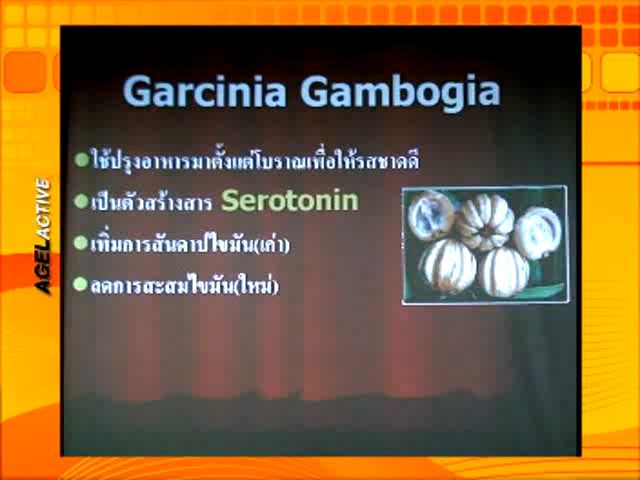 Garcinia Gambogia
ใช้ปรุงอาหารมาตั้งแต่โบราณเพื่อให้รสชาดดี
เป็นตัวสร้างสาร Serotonin
เพิ่มการสันดาปไขมัน(เก่า)
ลดการสะสมไขมัน(ใหม่)
AGELACTIVE